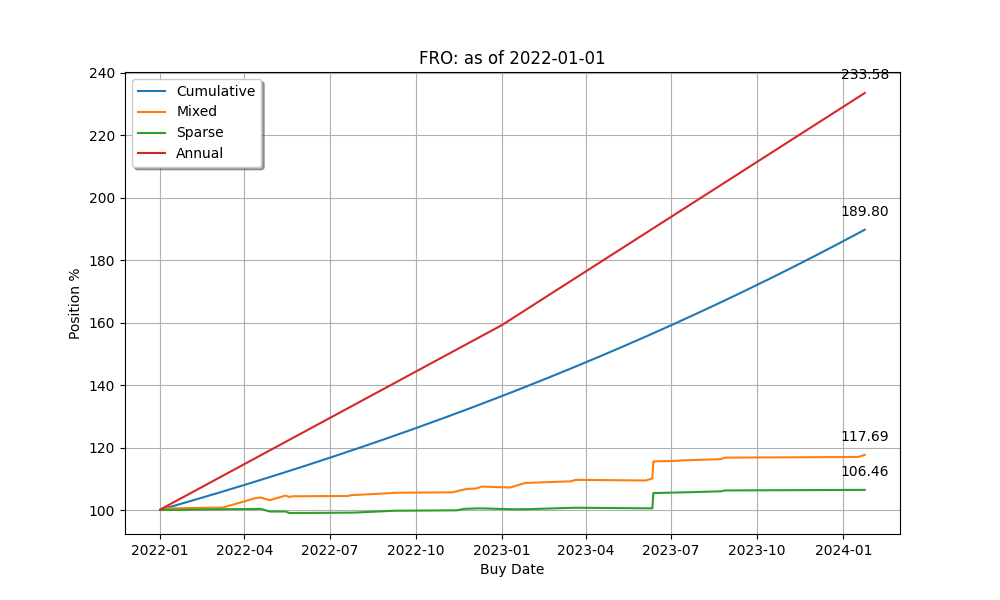 FRO: as of 2022-01-01
240
220
200
180
160
140
120
100
Position %
Cumulative
Mixed
Sparse
Annual
233.58
189.80
117.69
106.46
2022-01 2022-04 2022-07 2022-10 2023-01 2023-04 2023-07 2023-10 2024-01
Buy Date